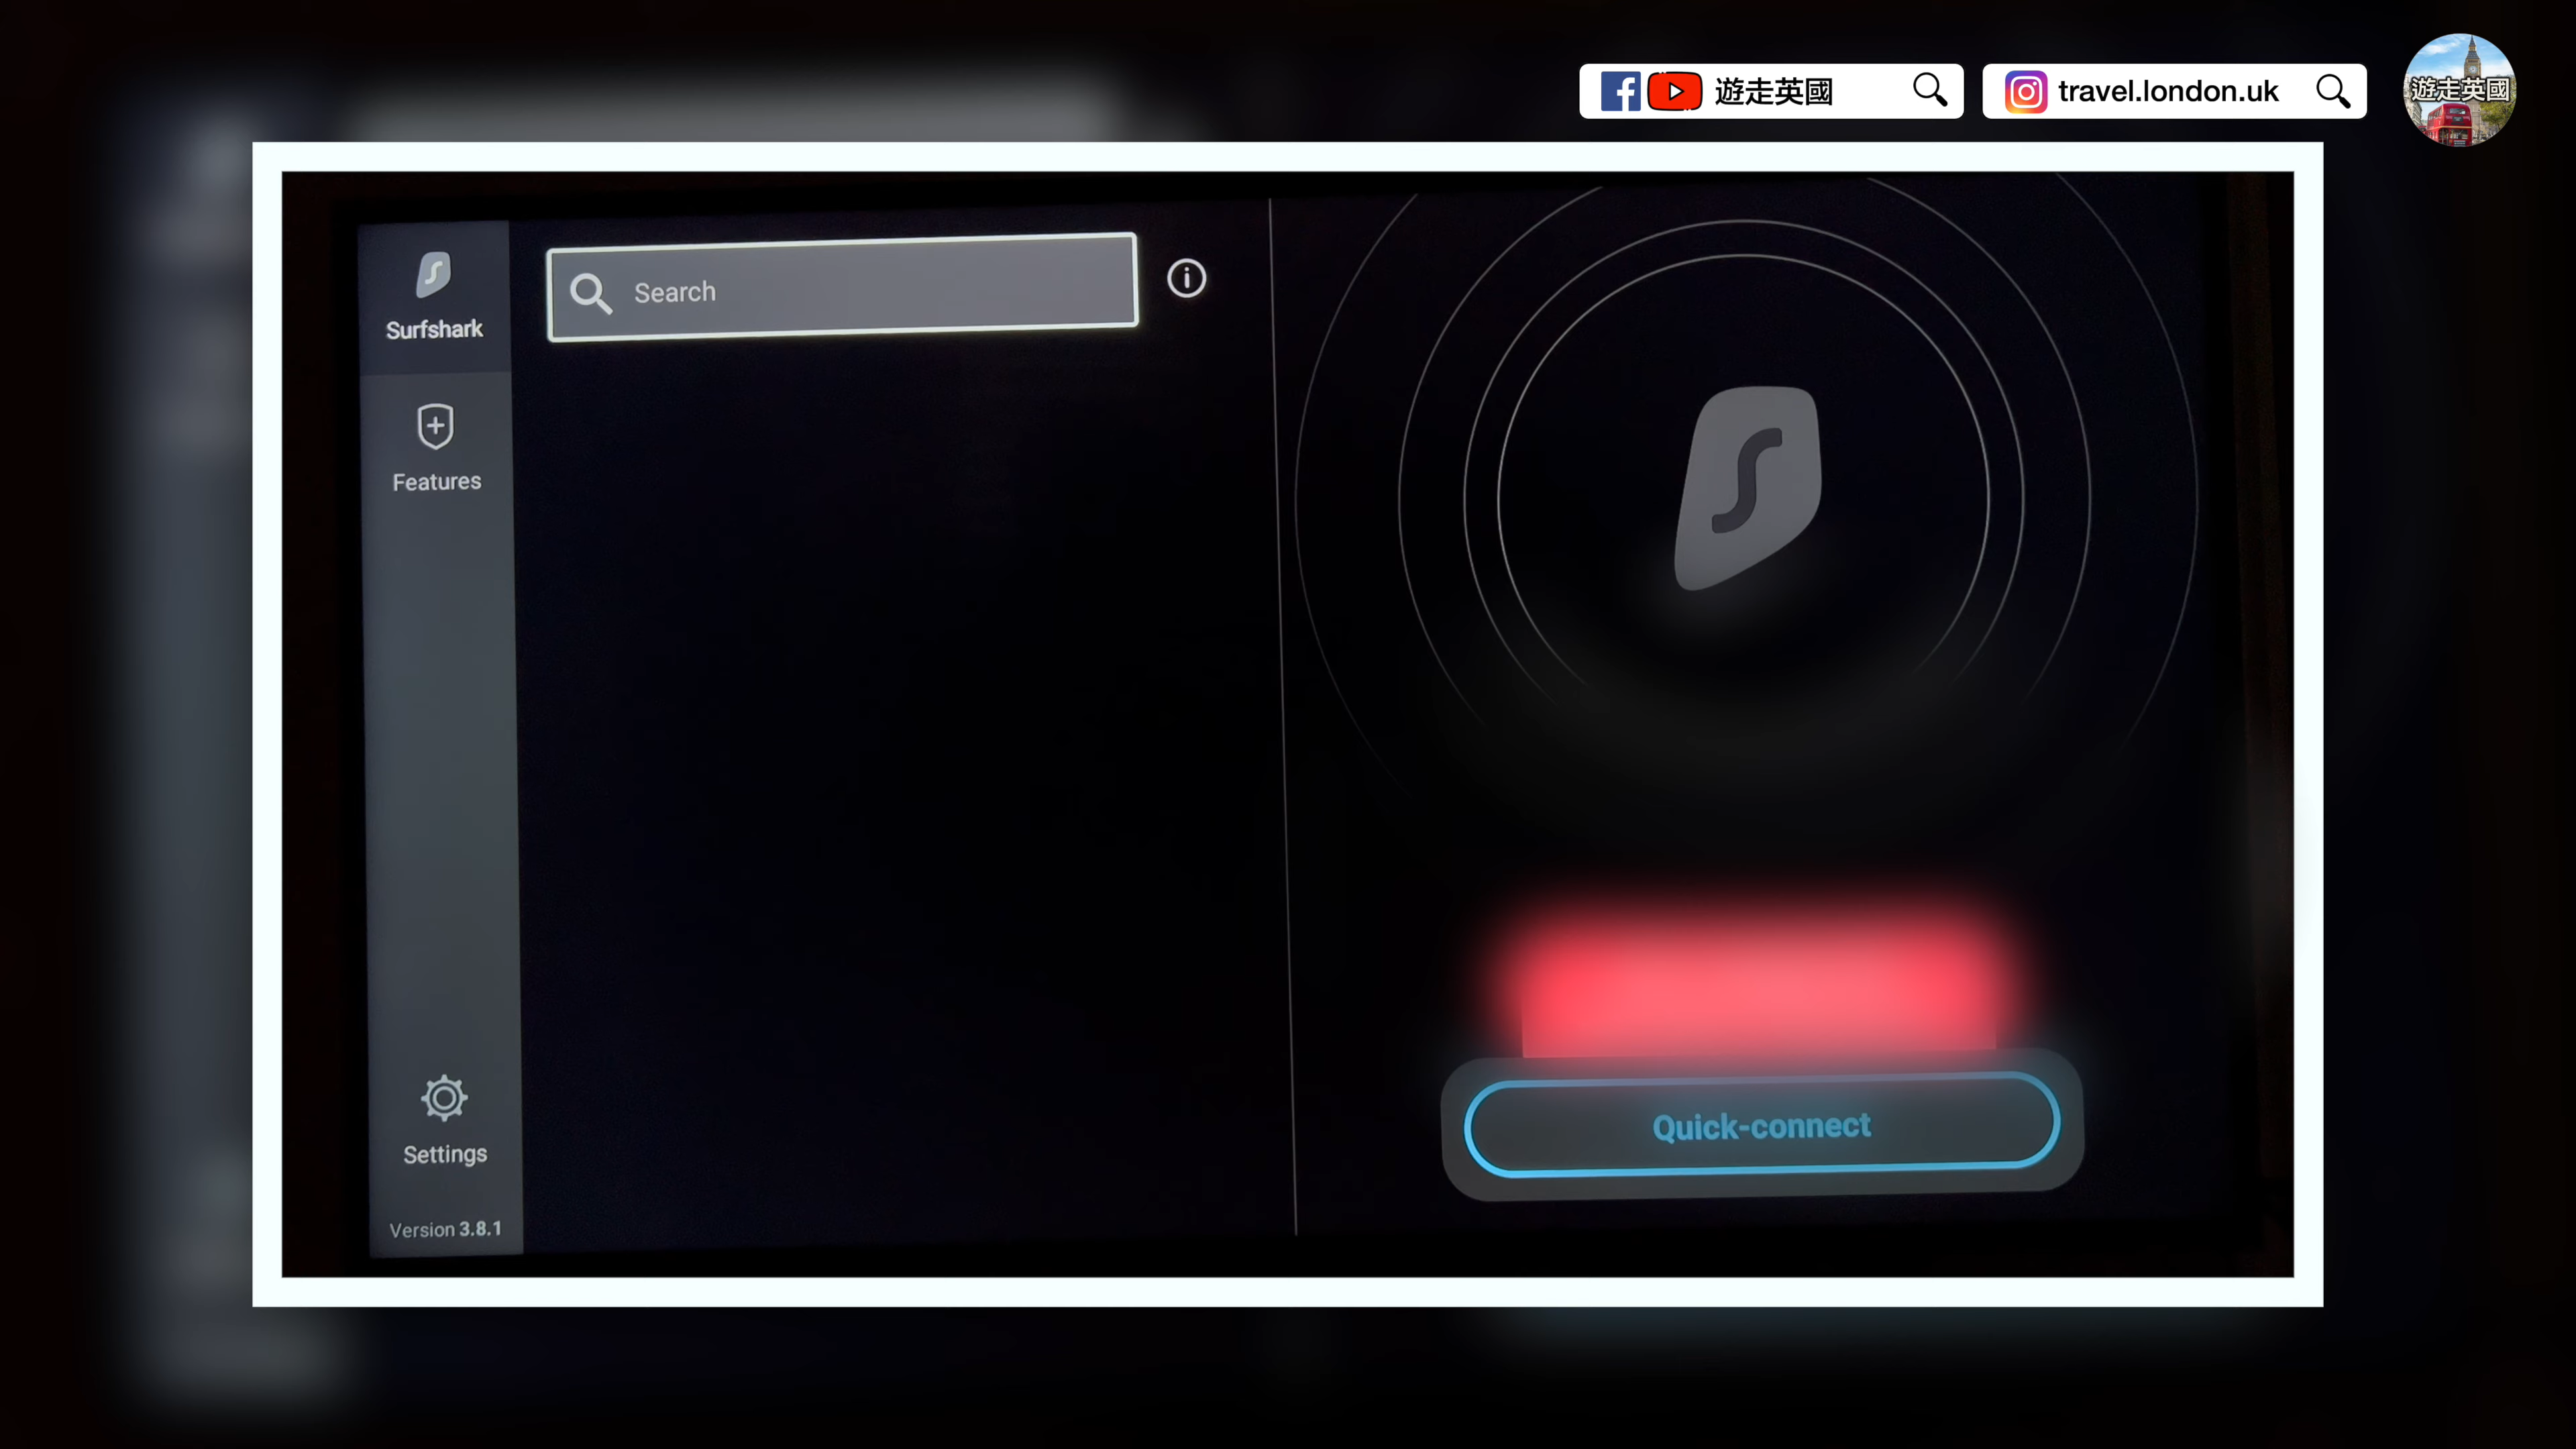 遊走英國
travel.london.uk
遊走英國
Surfshark
Search
Features
Settings
Version 3.8.1
Quick-connect